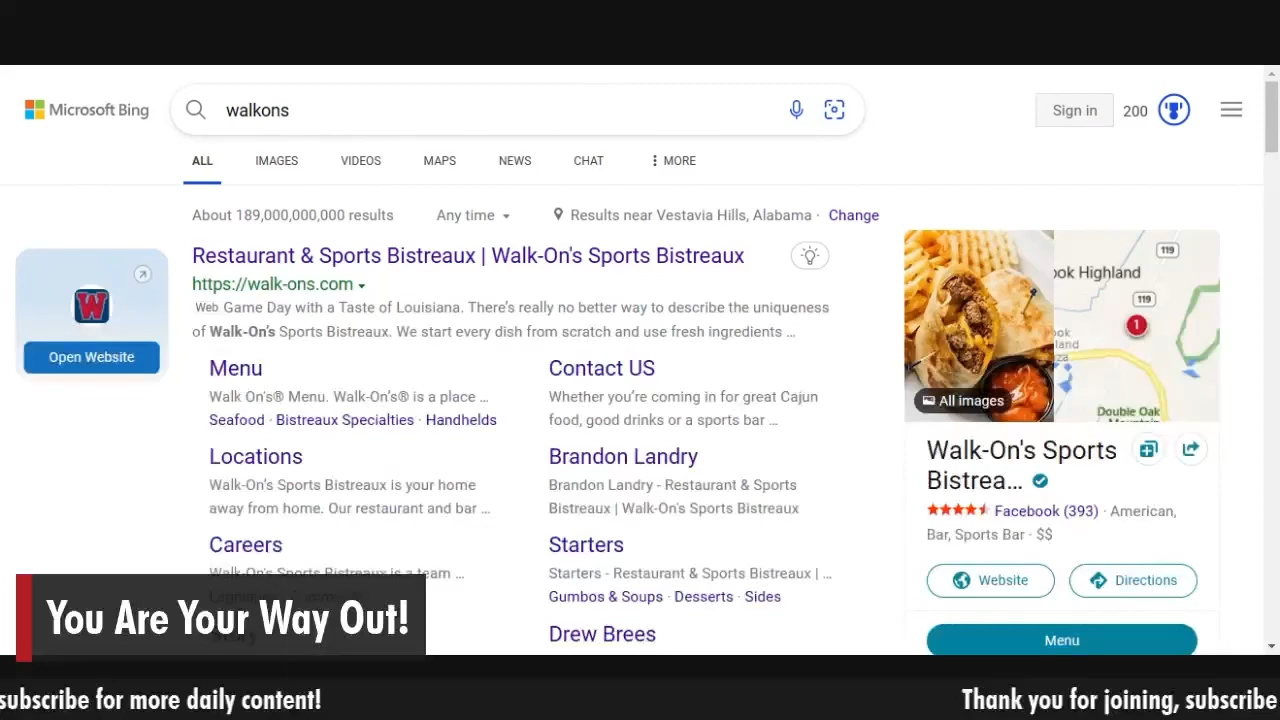 Microsoft Bing
walkons
Sign in
200
ALL
IMAGES
VIDEOS
MAPS
NEWS
CHAT
MORE
About 189,000,000,000 results
Any time
Results near Vestavia Hills, Alabama · Change
Open Website
Restaurant & Sports Bistreaux | Walk-On's Sports Bistreaux
https://walk-ons.com
Web Game Day with a Taste of Louisiana. There's really no better way to describe the uniqueness
of Walk-On's Sports Bistreaux. We start every dish from scratch and use fresh ingredients ...
Menu
Walk On's® Menu. Walk-On's® is a place ...
Seafood · Bistreaux Specialties · Handhelds
Contact US
Whether you're coming in for great Cajun
food, good drinks or a sports bar ...
Locations
Walk-On's Sports Bistreaux is your home
away from home. Our restaurant and bar ...
Brandon Landry
Brandon Landry - Restaurant & Sports
Bistreaux | Walk-On's Sports Bistreaux
Careers
Walk-On's Sports Bistreaux is a team ...
Starters
Starters - Restaurant & Sports Bistreaux | ...
Gumbos & Soups · Desserts · Sides
Drew Brees
All images
119
ook Highland
119
1
Double Oak
Walk-On's Sports
Bistrea...
Facebook (393) · American,
Bar, Sports Bar · $$
Website
Directions
Menu
You Are Your Way Out!
subscribe for more daily content!
Thank you for joining, subscribe